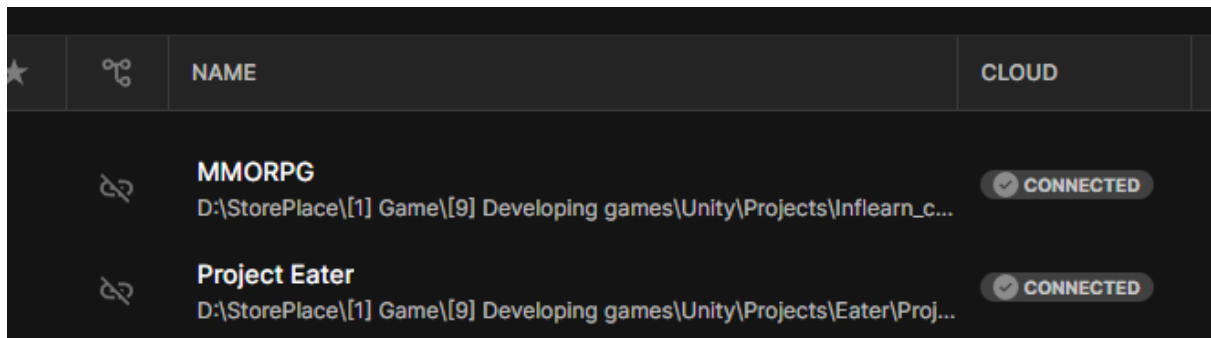 NAME
CLOUD
MMORPG
D:\StorePlace\[1] Game\[9] Developing games\Unity\Projects\Inflearn_c...
CONNECTED
Project Eater
D:\StorePlace\[1] Game\[9] Developing games\Unity\Projects\Eater\Proj...
CONNECTED